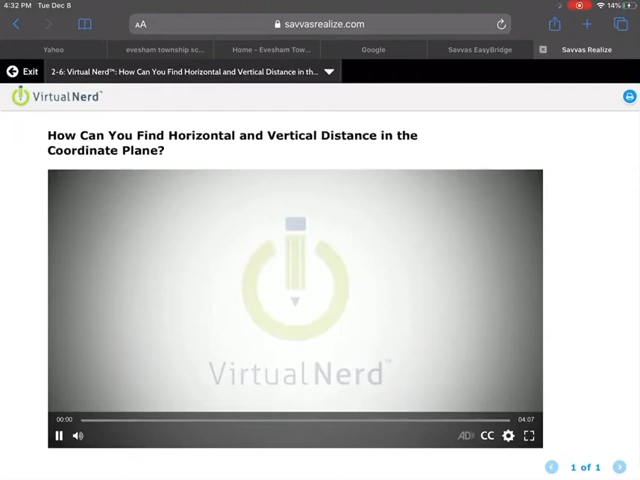 4:32 PM Tue Dec 8
14%
AA
savvasrealize.com
Yahoo
evesham township sc...
Home - Evesham Tow...
Google
Savvas EasyBridge
Savvas Realize
Exit
2-6: Virtual Nerd™: How Can You Find Horizontal and Vertical Distance in th...
VirtualNerd™
How Can You Find Horizontal and Vertical Distance in the
Coordinate Plane?
VirtualNerd™
00:00
04:07
AD
CC
1 of 1